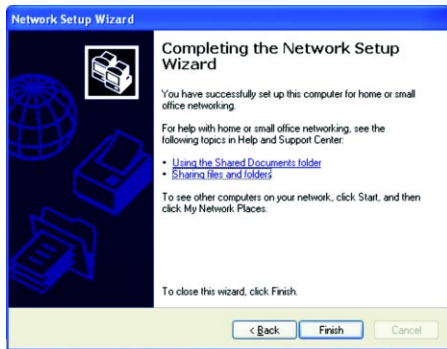 Network Setup Wizard
Completing the Network Setup
Wizard
You have successfully set up this computer for home or small
office networking.
For help with home or small office networking, see the
following topics in Help and Support Center:
• Using the Shared Documents folder
• Sharing files and folders
To see other computers on your network, click Start, and then
click My Network Places.
To close this wizard, click Finish.
< Back Finish Cancel